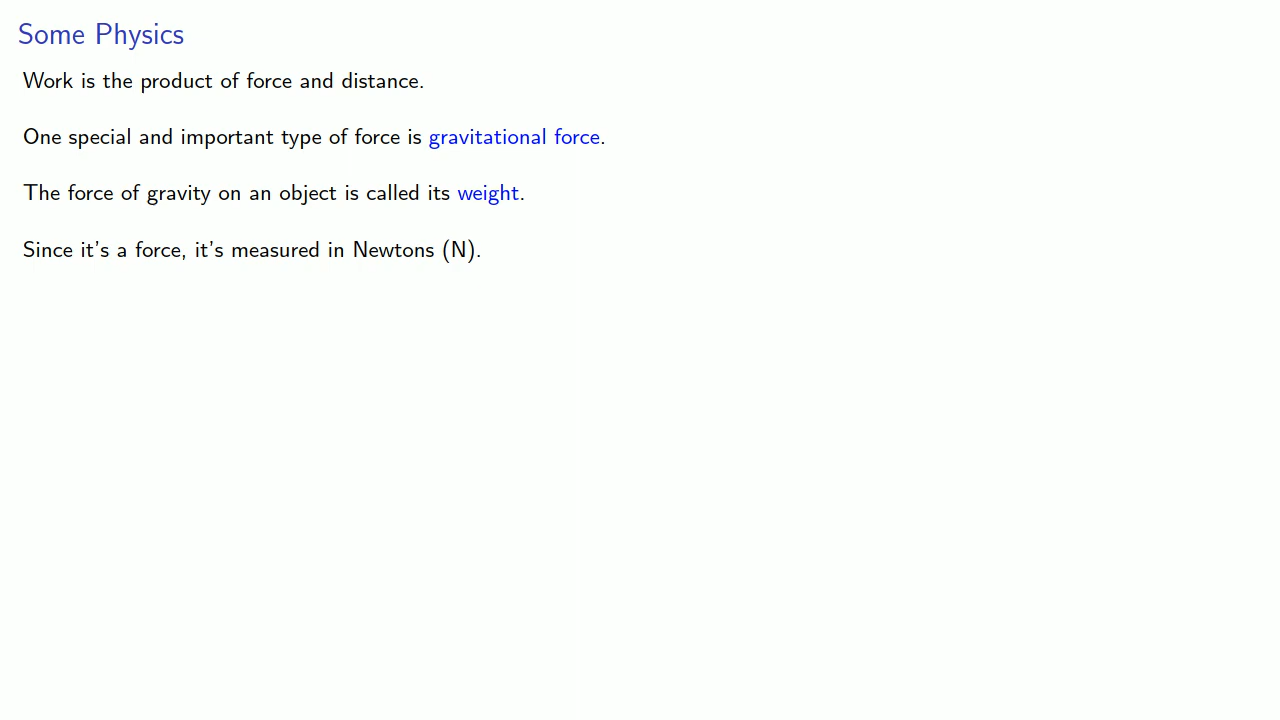 Some Physics
Work is the product of force and distance.
One special and important type of force is gravitational force.
The force of gravity on an object is called its weight.
Since it's a force, it's measured in Newtons (N).